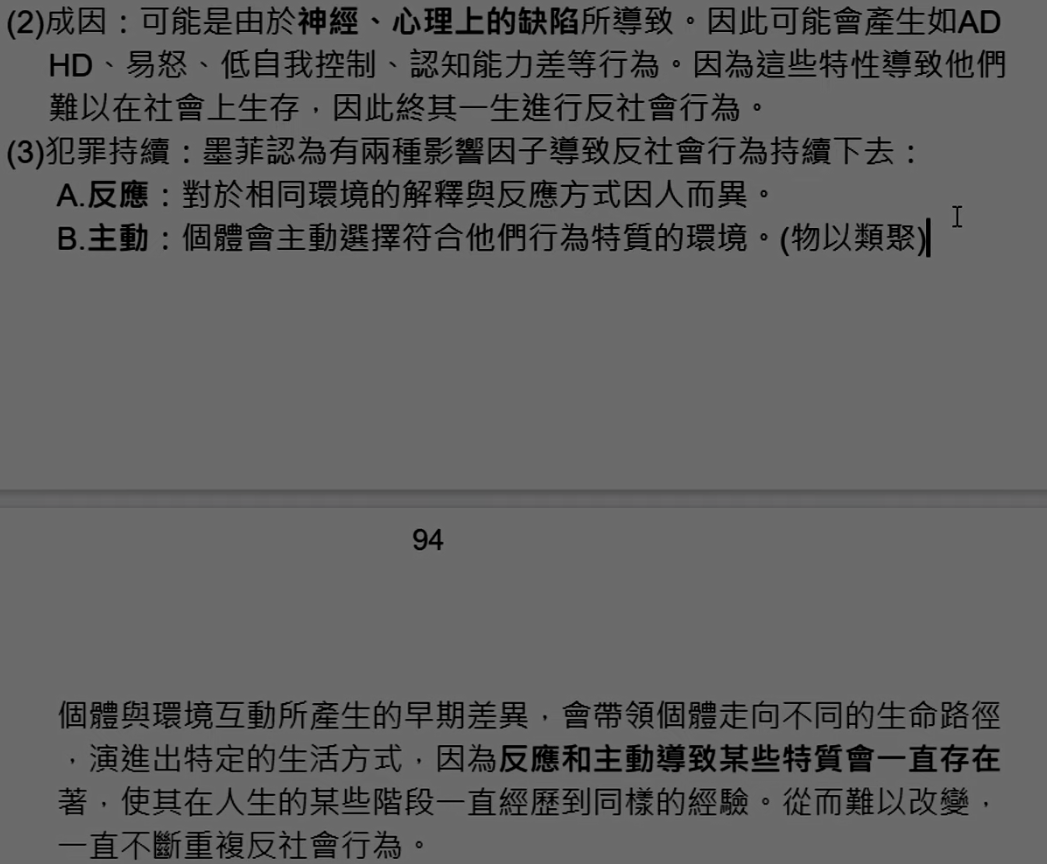 (2)成因：可能是由於神經、心理上的缺陷所導致。因此可能會產生如AD
HD、易怒、低自我控制、認知能力差等行為。因為這些特性導致他們
難以在社會上生存，因此終其一生進行反社會行為。
(3)犯罪持續：墨菲認為有兩種影響因子導致反社會行為持續下去：
A.反應：對於相同環境的解釋與反應方式因人而異。
B.主動：個體會主動選擇符合他們行為特質的環境。(物以類聚)
94
個體與環境互動所產生的早期差異，會帶領個體走向不同的生命路徑
，演進出特定的生活方式，因為反應和主動導致某些特質會一直存在
著，使其在人生的某些階段一直經歷到同樣的經驗。從而難以改變，
一直不斷重複反社會行為。